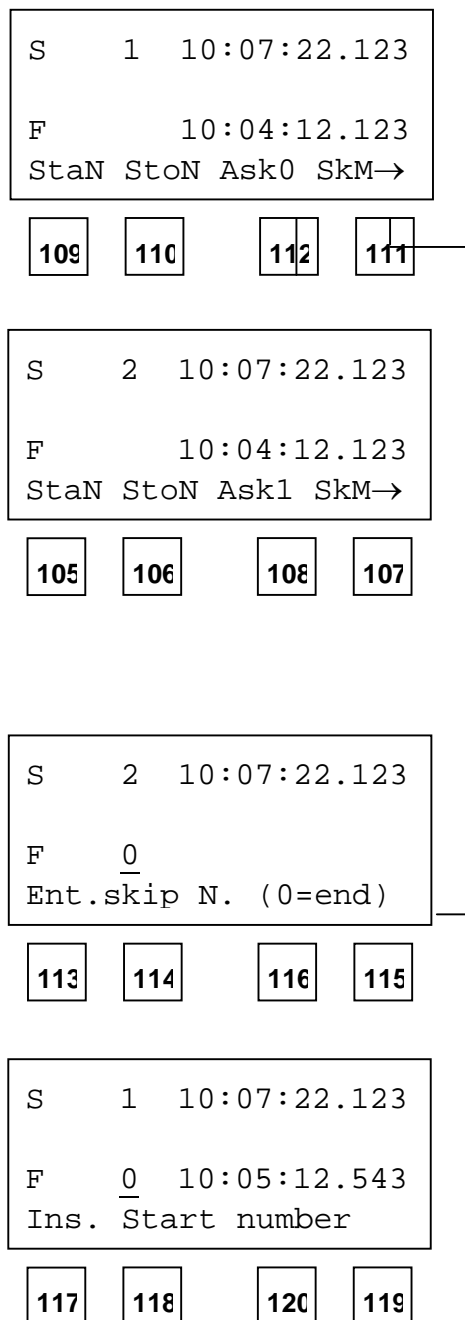 S 1 10:07:22.123
F 10:04:12.123
StaN StoN Ask0 SkM→
109 110 112 111
S 2 10:07:22.123
F 10:04:12.123
StaN StoN Ask1 SkM→
105 106 108 107
S 2 10:07:22.123
F 0
Ent.skip N. (0=end)
113 114 116 115
S 1 10:07:22.123
F 0 10:05:12.543
Ins. Start number
117 118 120 119